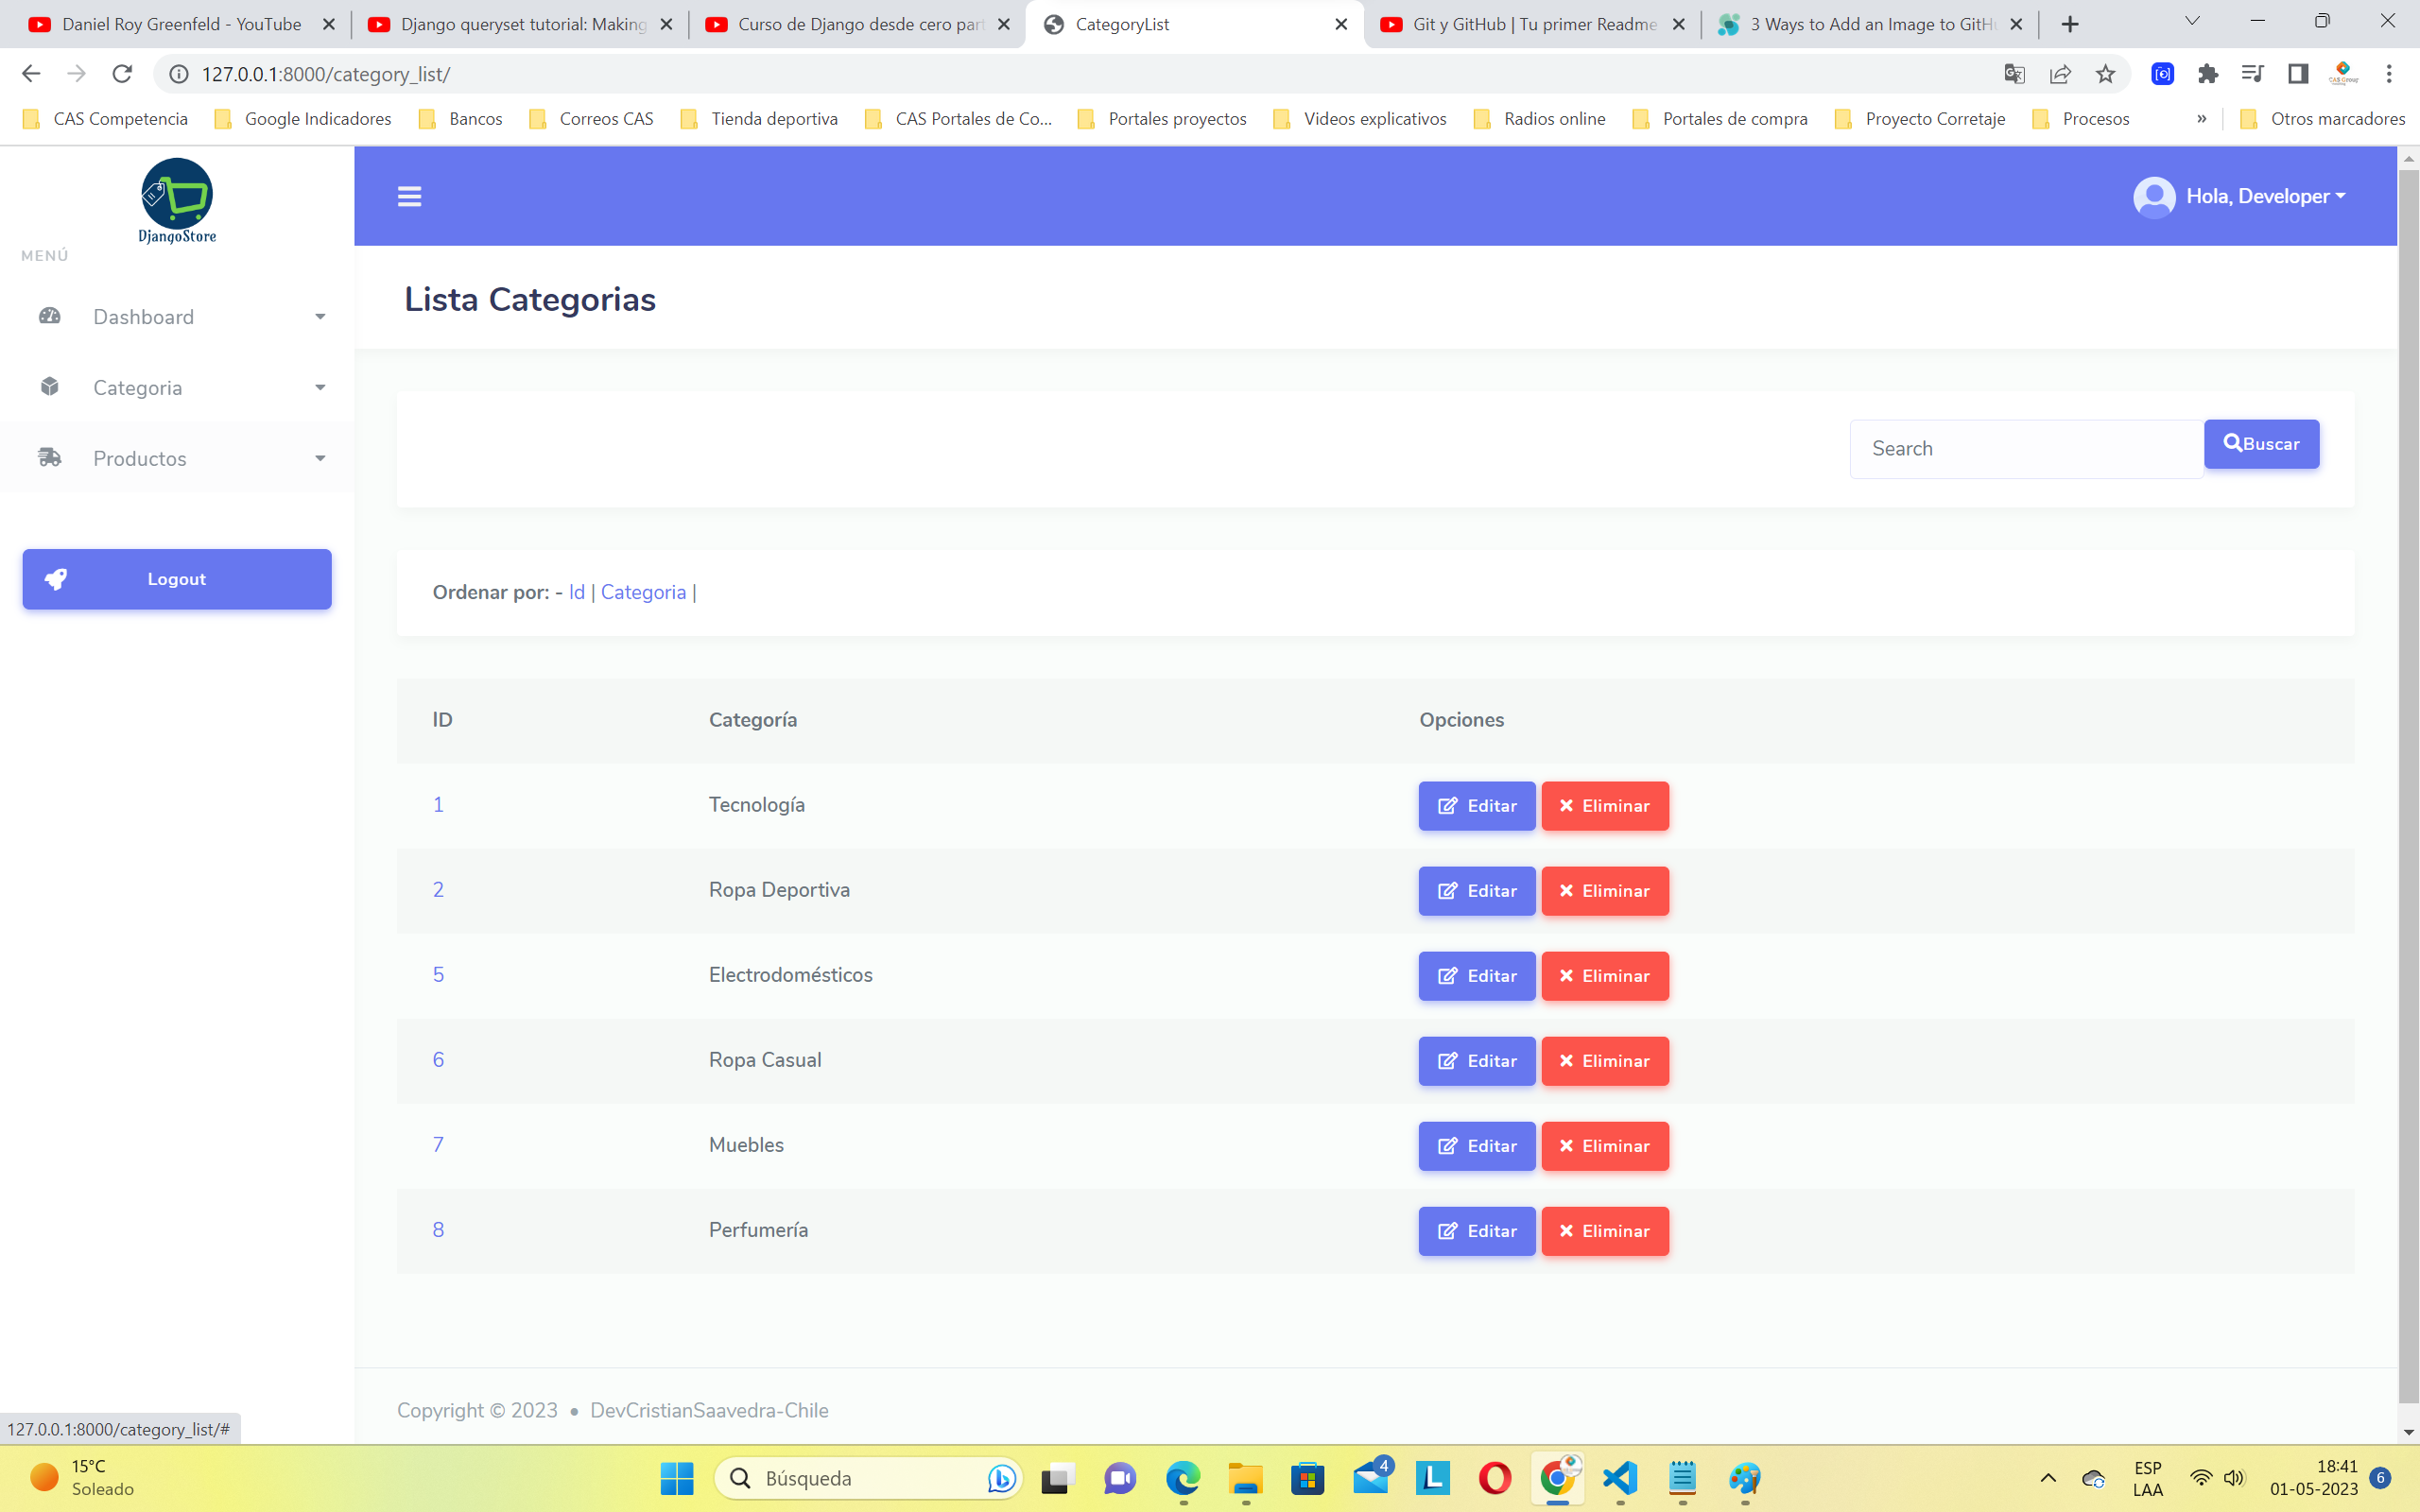 Daniel Roy Greenfeld - YouTube
Django queryset tutorial: Making
Curso de Django desde cero part
CategoryList
Git y GitHub | Tu primer Readme
3 Ways to Add an Image to GitHu
127.0.0.1:8000/category_list/
CAS Competencia
Google Indicadores
Bancos
Correos CAS
Tienda deportiva
CAS Portales de Co...
Portales proyectos
Videos explicativos
Radios online
Portales de compra
Proyecto Corretaje
Procesos
»
Otros marcadores
DjangoStore
MENÚ
Dashboard
Categoria
Productos
Logout
Hola, Developer
Lista Categorias
Search
Buscar
Ordenar por: - Id | Categoria |
ID Categoría Opciones
1 Tecnología Editar Eliminar
2 Ropa Deportiva Editar Eliminar
5 Electrodomésticos Editar Eliminar
6 Ropa Casual Editar Eliminar
7 Muebles Editar Eliminar
8 Perfumería Editar Eliminar
Copyright © 2023 • DevCristianSaavedra-Chile
127.0.0.1:8000/category_list/#
15°C
Soleado
Búsqueda
4
L
ESP
LAA
18:41
01-05-2023
6